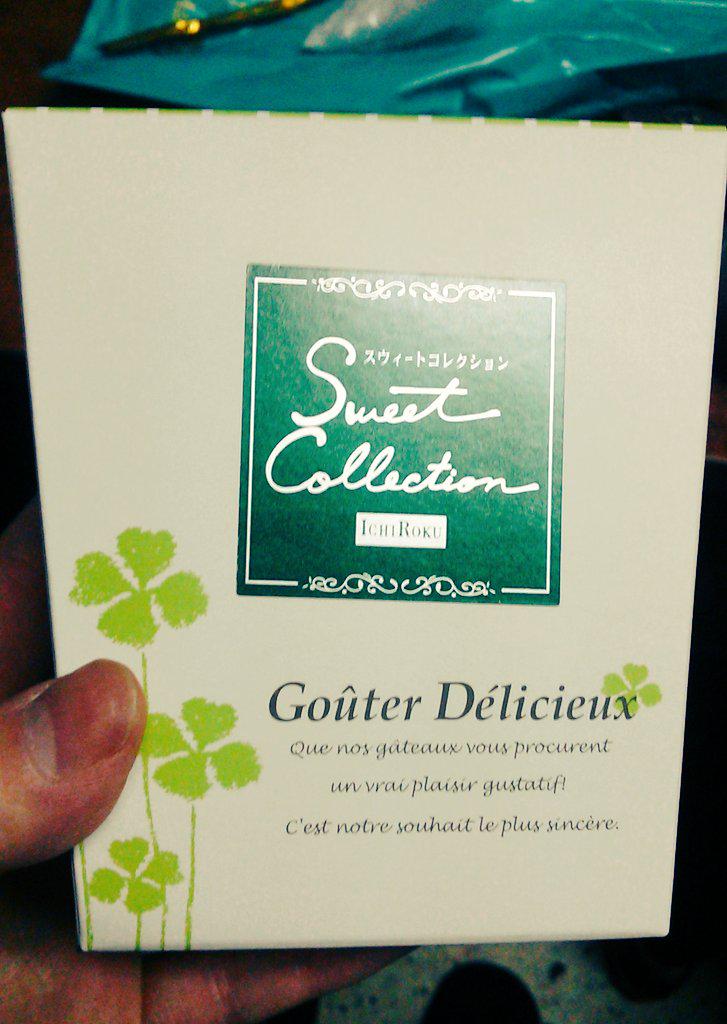 スウィートコレクション
Sweet
Collection
ICHIROKU
Goûter Délicieux
Que nos gâteaux vous procurent
un vrai plaisir gustatif!
C'est notre souhait le plus sincère.